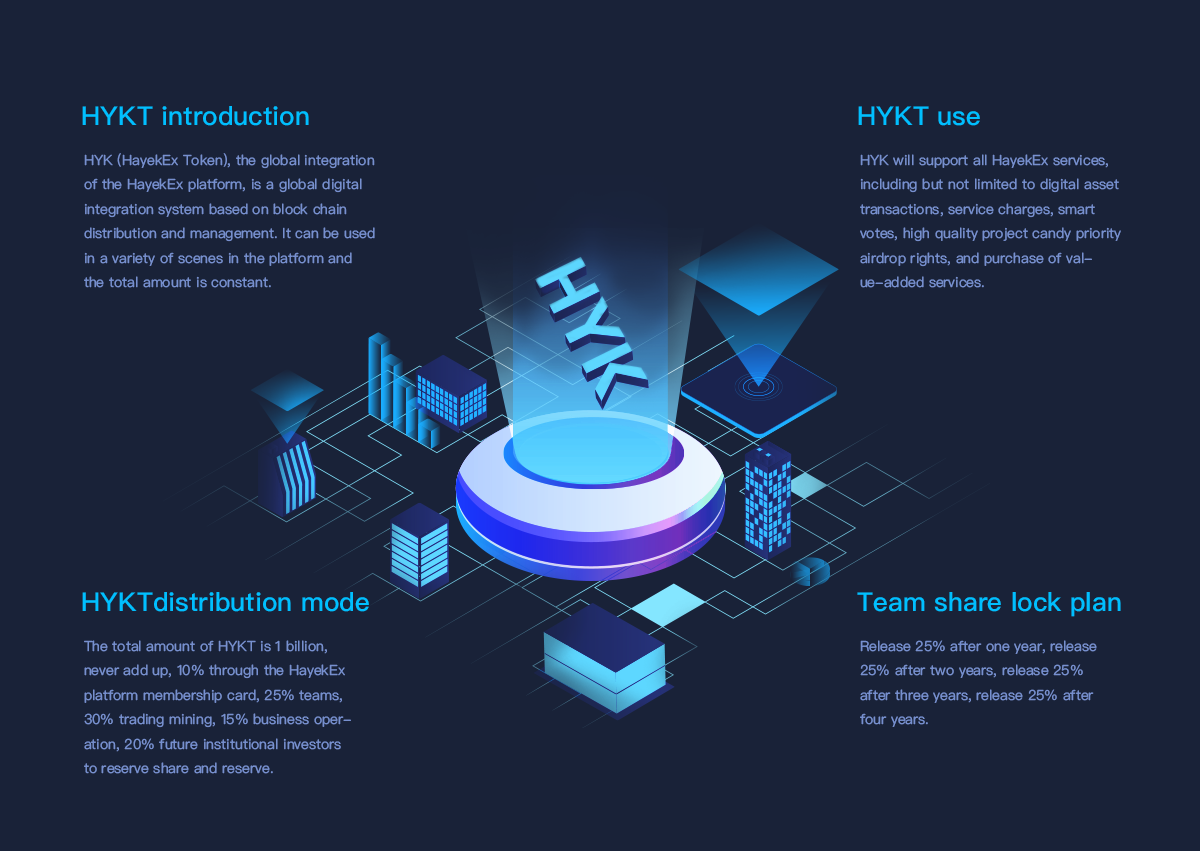 HYKT introduction
HYK (HayekEx Token), the global integration
of the HayekEx platform, is a global digital
integration system based on block chain
distribution and management. It can be used
in a variety of scenes in the platform and
the total amount is constant.
HYKT use
HYK will support all HayekEx services,
including but not limited to digital asset
transactions, service charges, smart
votes, high quality project candy priority
airdrop rights, and purchase of val-
ue-added services.
HYK
HYKTdistribution mode
The total amount of HYKT is 1 billion,
never add up, 10% through the HayekEx
platform membership card, 25% teams,
30% trading mining, 15% business oper-
ation, 20% future institutional investors
to reserve share and reserve.
Team share lock plan
Release 25% after one year, release
25% after two years, release 25%
after three years, release 25% after
four years.